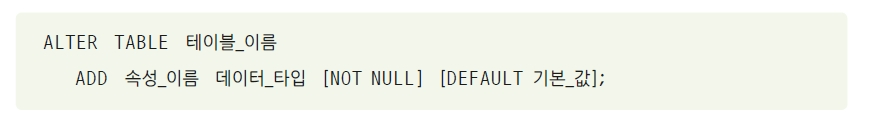 ALTER TABLE 테이블_이름
ADD 속성_이름 데이터_타입 [NOT NULL] [DEFAULT 기본_값];